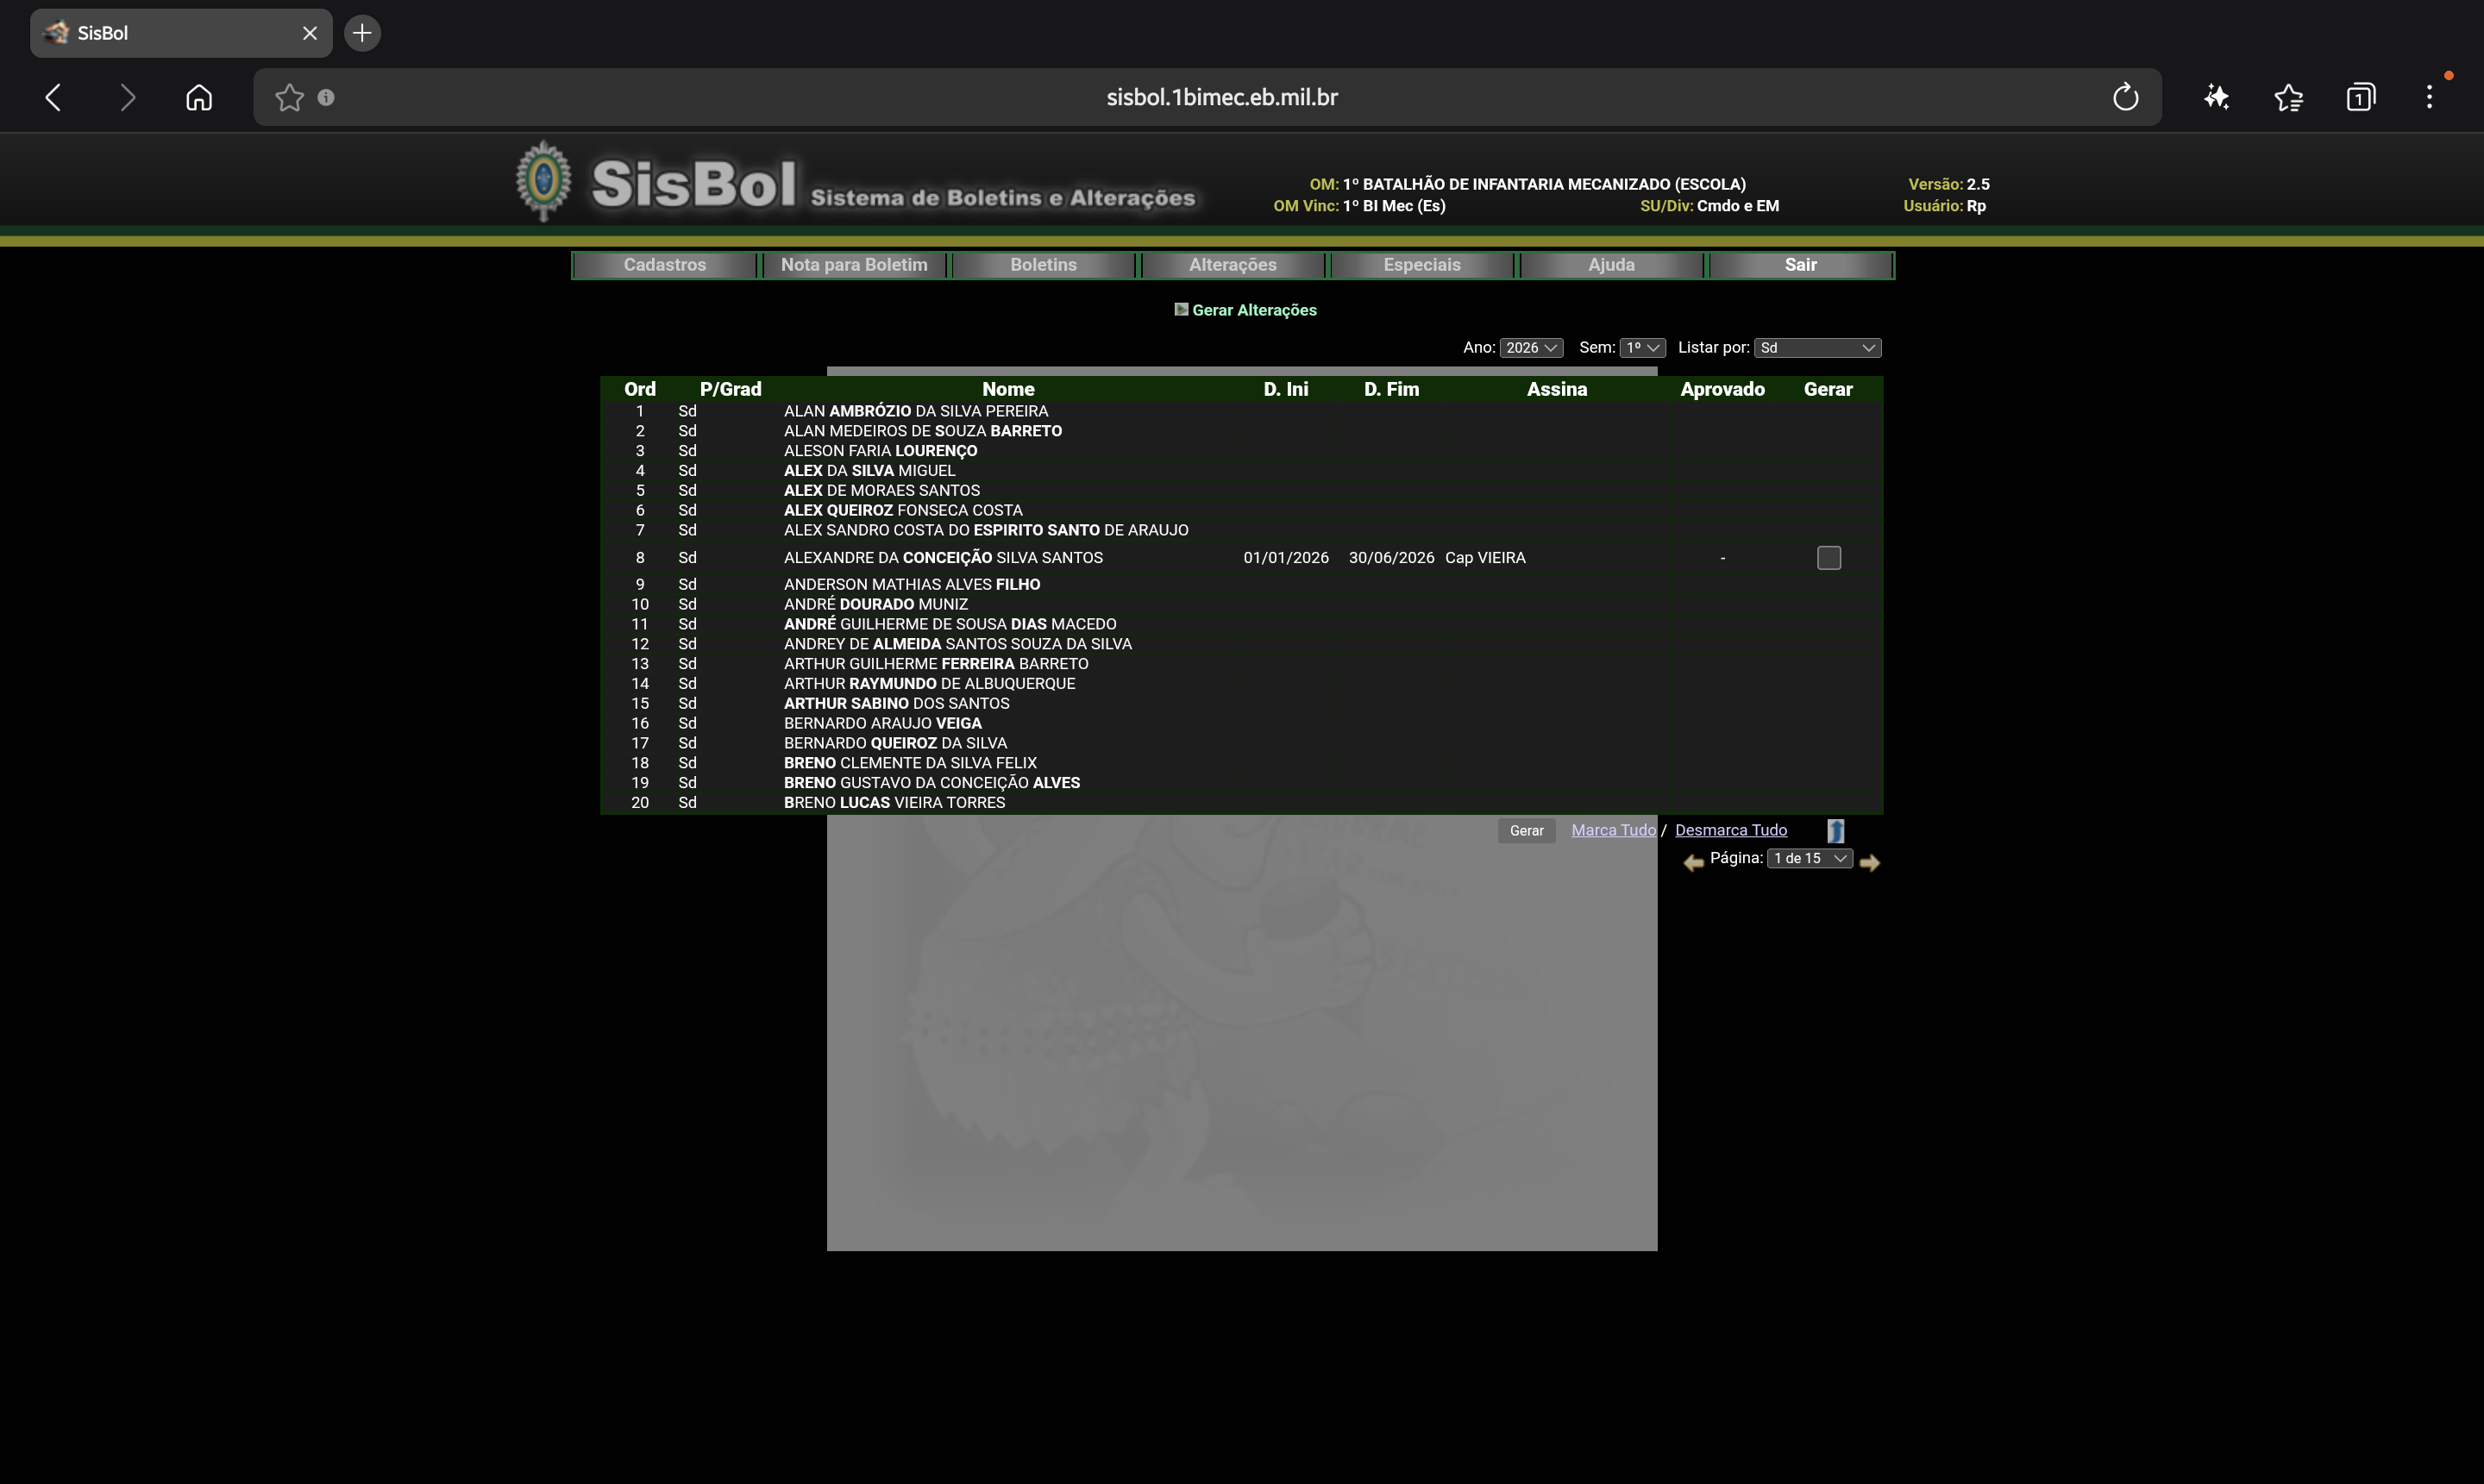 SisBol
sisbol.1bimec.eb.mil.br
1
SisBol Sistema de Boletins e Alterações
OM: 1º BATALHÃO DE INFANTARIA MECANIZADO (ESCOLA) Versão: 2.5
OM Vinc: 1º BI Mec (Es) SU/Div: Cmdo e EM Usuário: Rp
Cadastros Nota para Boletim Boletins Alterações Especiais Ajuda Sair
Gerar Alterações
Ano: 2026 Sem: 1º Listar por: Sd
Ord P/Grad Nome D. Ini D. Fim Assina Aprovado Gerar
1 Sd ALAN AMBRÓZIO DA SILVA PEREIRA
2 Sd ALAN MEDEIROS DE SOUZA BARRETO
3 Sd ALESON FARIA LOURENÇO
4 Sd ALEX DA SILVA MIGUEL
5 Sd ALEX DE MORAES SANTOS
6 Sd ALEX QUEIROZ FONSECA COSTA
7 Sd ALEX SANDRO COSTA DO ESPIRITO SANTO DE ARAUJO
8 Sd ALEXANDRE DA CONCEIÇÃO SILVA SANTOS 01/01/2026 30/06/2026 Cap VIEIRA -
9 Sd ANDERSON MATHIAS ALVES FILHO
10 Sd ANDRÉ DOURADO MUNIZ
11 Sd ANDRÉ GUILHERME DE SOUSA DIAS MACEDO
12 Sd ANDREY DE ALMEIDA SANTOS SOUZA DA SILVA
13 Sd ARTHUR GUILHERME FERREIRA BARRETO
14 Sd ARTHUR RAYMUNDO DE ALBUQUERQUE
15 Sd ARTHUR SABINO DOS SANTOS
16 Sd BERNARDO ARAUJO VEIGA
17 Sd BERNARDO QUEIROZ DA SILVA
18 Sd BRENO CLEMENTE DA SILVA FELIX
19 Sd BRENO GUSTAVO DA CONCEIÇÃO ALVES
20 Sd BRENO LUCAS VIEIRA TORRES
Gerar Marca Tudo / Desmarca Tudo
Página: 1 de 15